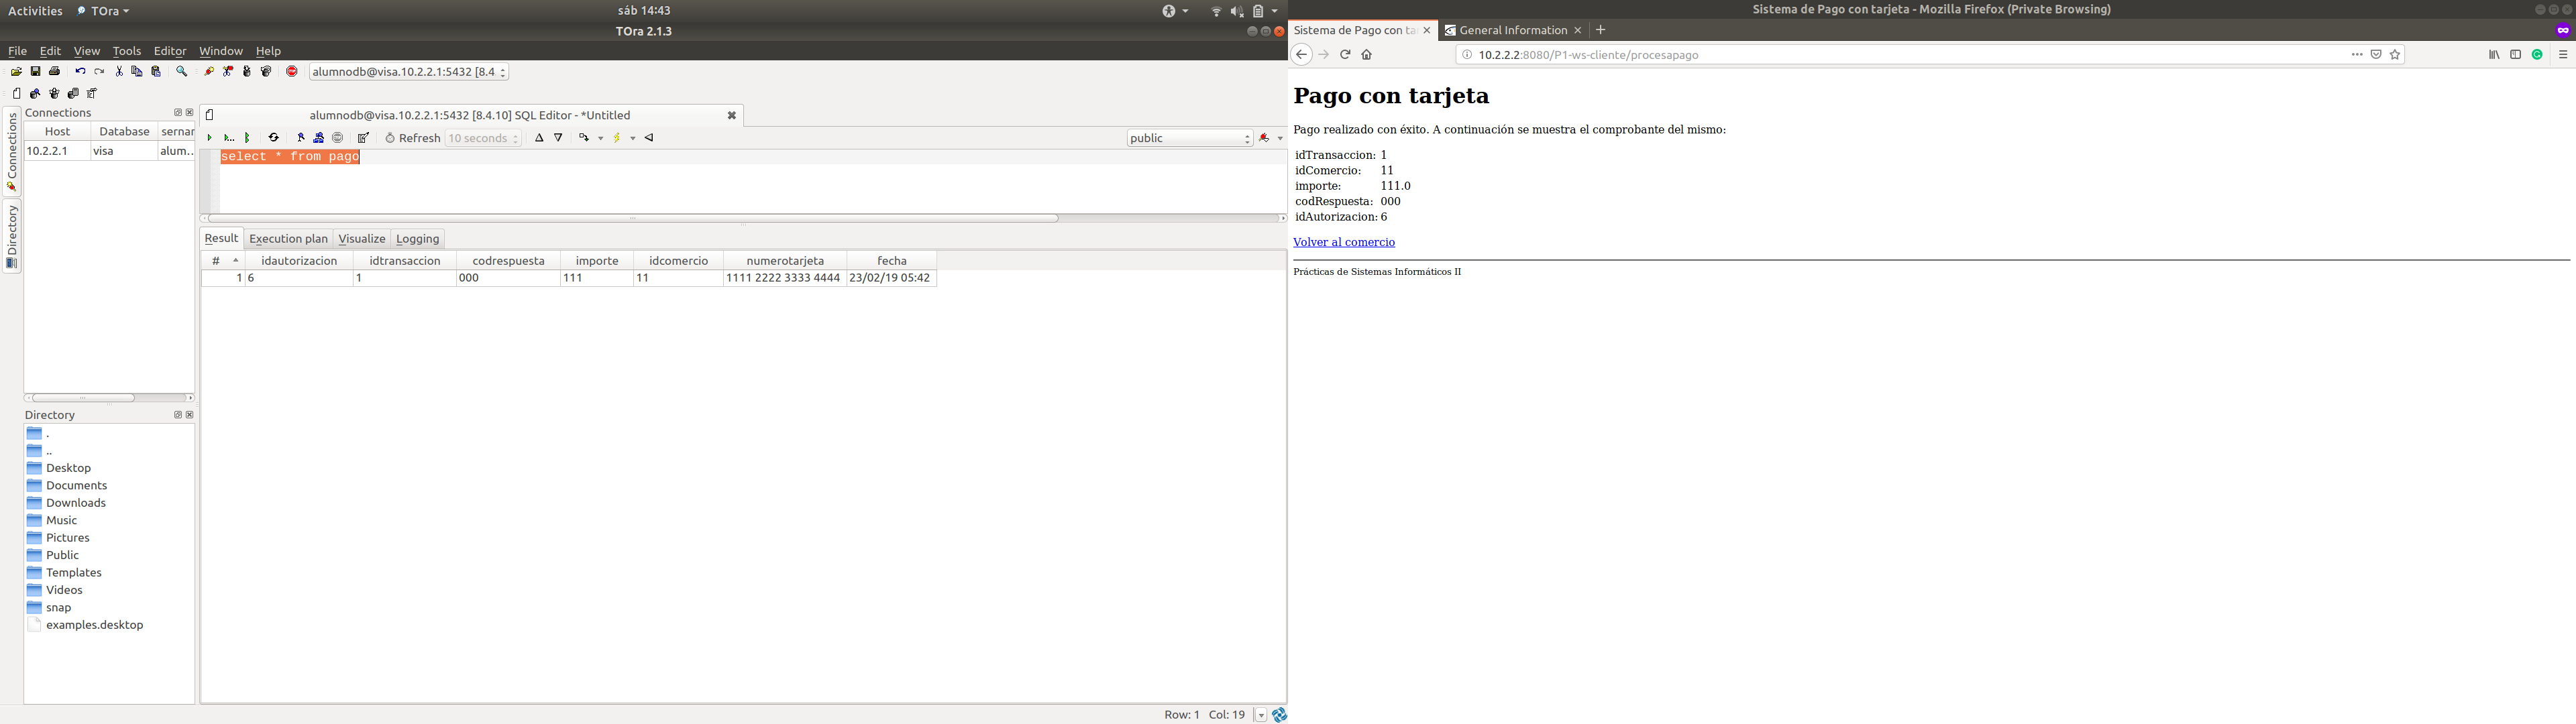 Activities TOra sáb 14:43
TOra 2.1.3
File Edit View Tools Editor Window Help
alumnodb@visa.10.2.2.1:5432 [8.4
Connections
Host Database sernar
10.2.2.1 visa alum...
Connections
Directory
Directory
.
..
Desktop
Documents
Downloads
Music
Pictures
Public
Templates
Videos
snap
examples.desktop
alumnodb@visa.10.2.2.1:5432 [8.4.10] SQL Editor - *Untitled
Refresh 10 seconds public
select * from pago
Result Execution plan Visualize Logging
# idautorizacion idtransaccion codrespuesta importe idcomercio numerotarjeta fecha
1 6 1 000 111 11 1111 2222 3333 4444 23/02/19 05:42
Row: 1 Col: 19
Sistema de Pago con tarjeta - Mozilla Firefox (Private Browsing)
Sistema de Pago con tar General Information
10.2.2.2:8080/P1-ws-cliente/procesapago
Pago con tarjeta
Pago realizado con éxito. A continuación se muestra el comprobante del mismo:
idTransaccion: 1
idComercio: 11
importe: 111.0
codRespuesta: 000
idAutorizacion: 6
Volver al comercio
Prácticas de Sistemas Informáticos II